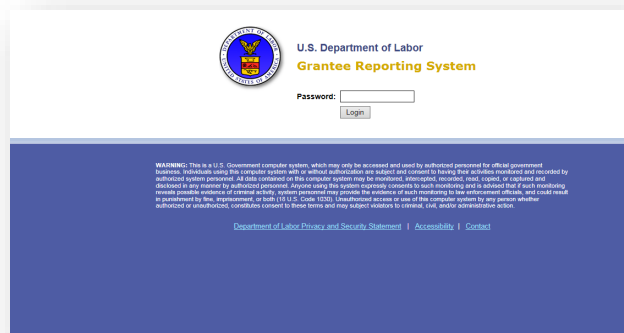 DEPARTMENT OF LABOR
UNITED STATES OF AMERICA
U.S. Department of Labor
Grantee Reporting System
Password:
Login
WARNING: This is a U.S. Government computer system, which may only be accessed and used by authorized personnel for official government
business. Individuals using this computer system with or without authorization are subject and consent to having their activities monitored and recorded by
authorized system personnel. All data contained on this computer system may be monitored, intercepted, recorded, read, copied, or captured and
disclosed in any manner by authorized personnel. Anyone using this system expressly consents to such monitoring and is advised that if such monitoring
reveals possible evidence of criminal activity, system personnel may provide the evidence of such monitoring to law enforcement officials, and could result
in punishment by fine, imprisonment, or both (18 U.S. Code 1030). Unauthorized access or use of this computer system by any person whether
authorized or unauthorized, constitutes consent to these terms and may subject violators to criminal, civil, and/or administrative action.
Department of Labor Privacy and Security Statement | Accessibility | Contact